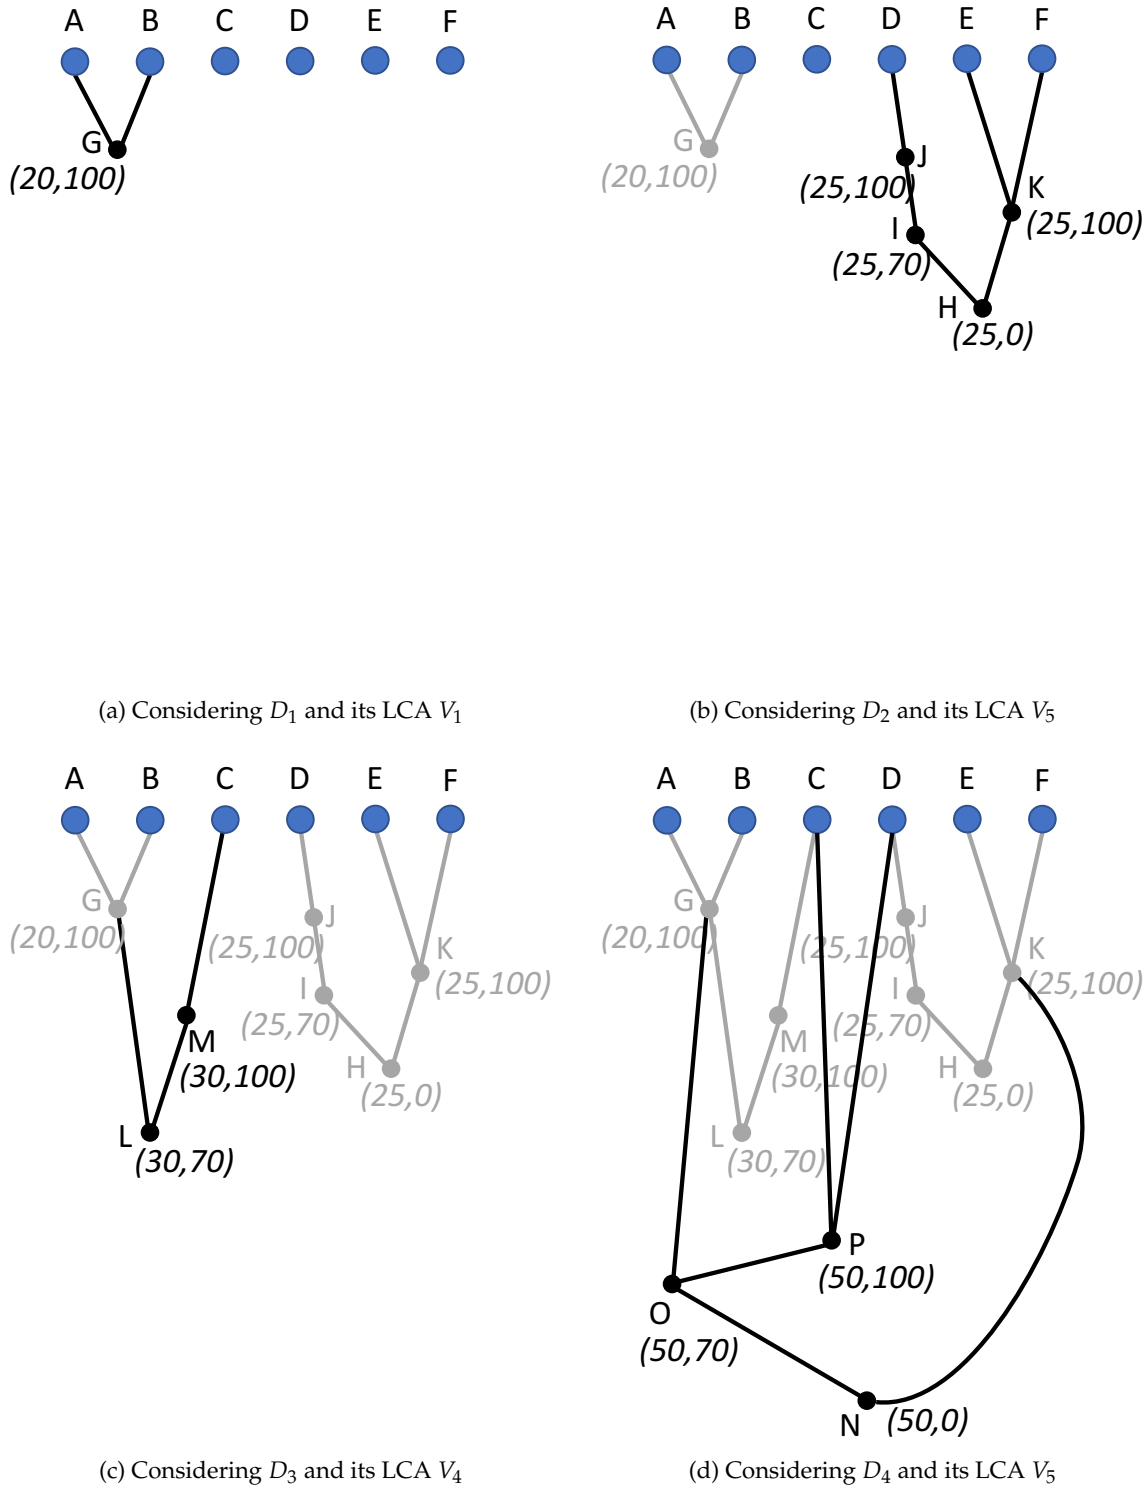 A B C D E F
G
(20,100)
(a) Considering D₁ and its LCA V₁
A B C D E F
G
(20,100)
J
(25,100)
K
(25,100)
I
(25,70)
H
(25,0)
(b) Considering D₂ and its LCA V₅
A B C D E F
G
(20,100)
J
(25,100)
K
(25,100)
I
(25,70)
M
(30,100)
H
(25,0)
L
(30,70)
(c) Considering D₃ and its LCA V₄
A B C D E F
G
(20,100)
J
(25,100)
K
(25,100)
I
(25,70)
M
(30,100)
H
(25,0)
L
(30,70)
P
(50,100)
O
(50,70)
N
(50,0)
(d) Considering D₄ and its LCA V₅